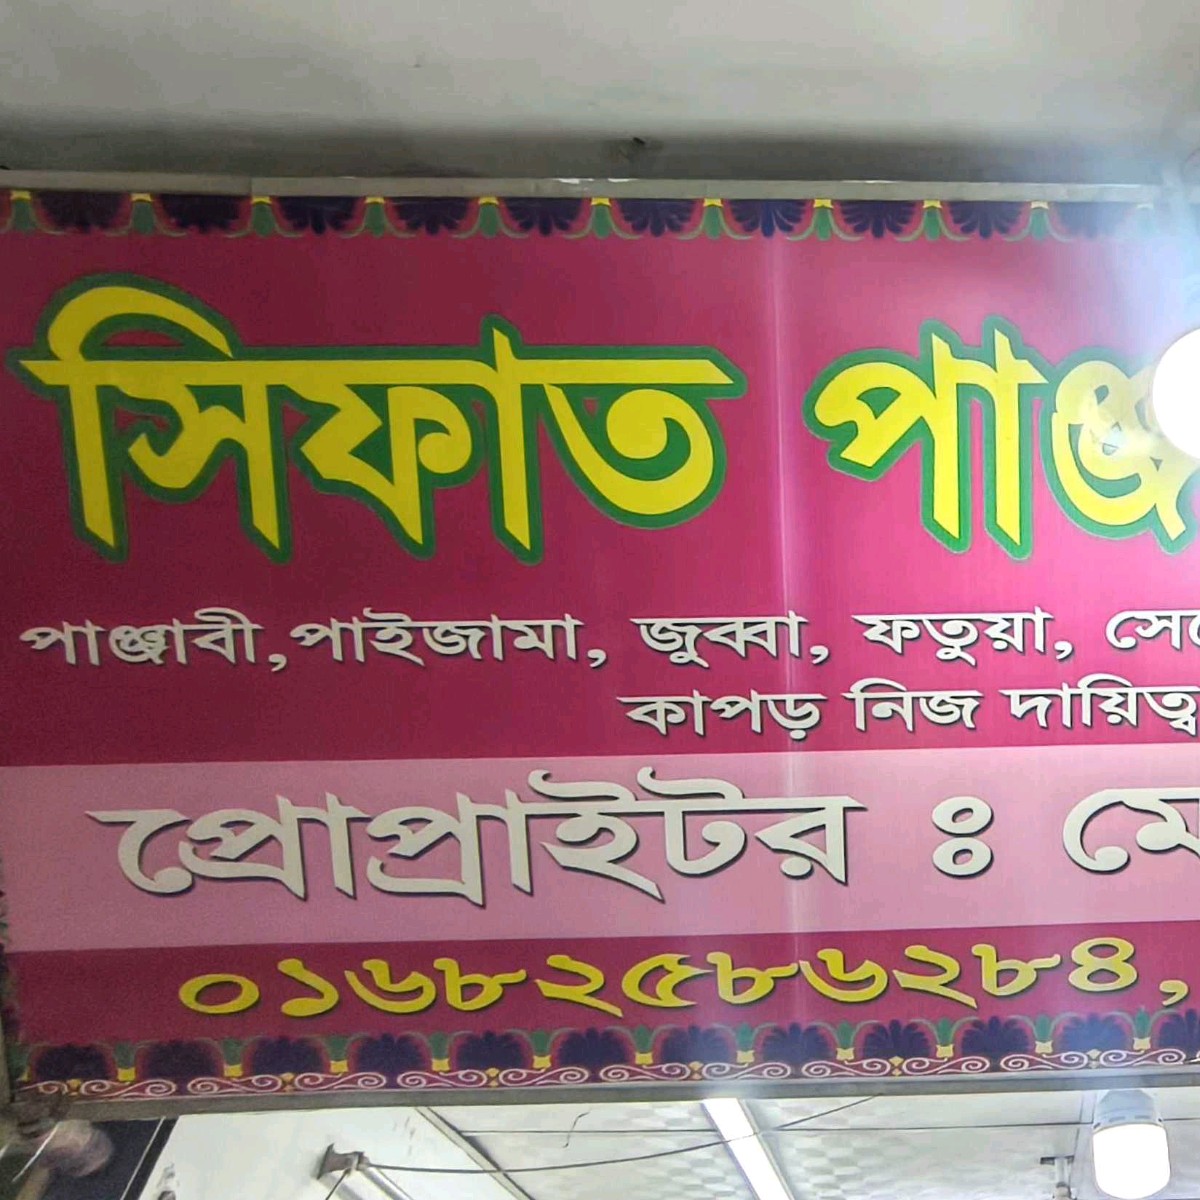 সিফাত
পাঞ্জাবী,পাইজামা, জুব্বা, ফতুয়া,
কাপড় নিজ দায়িত্ব
প্রোপ্রাইটর ঃ
০১৬৮২৫৮৬২৮৪,